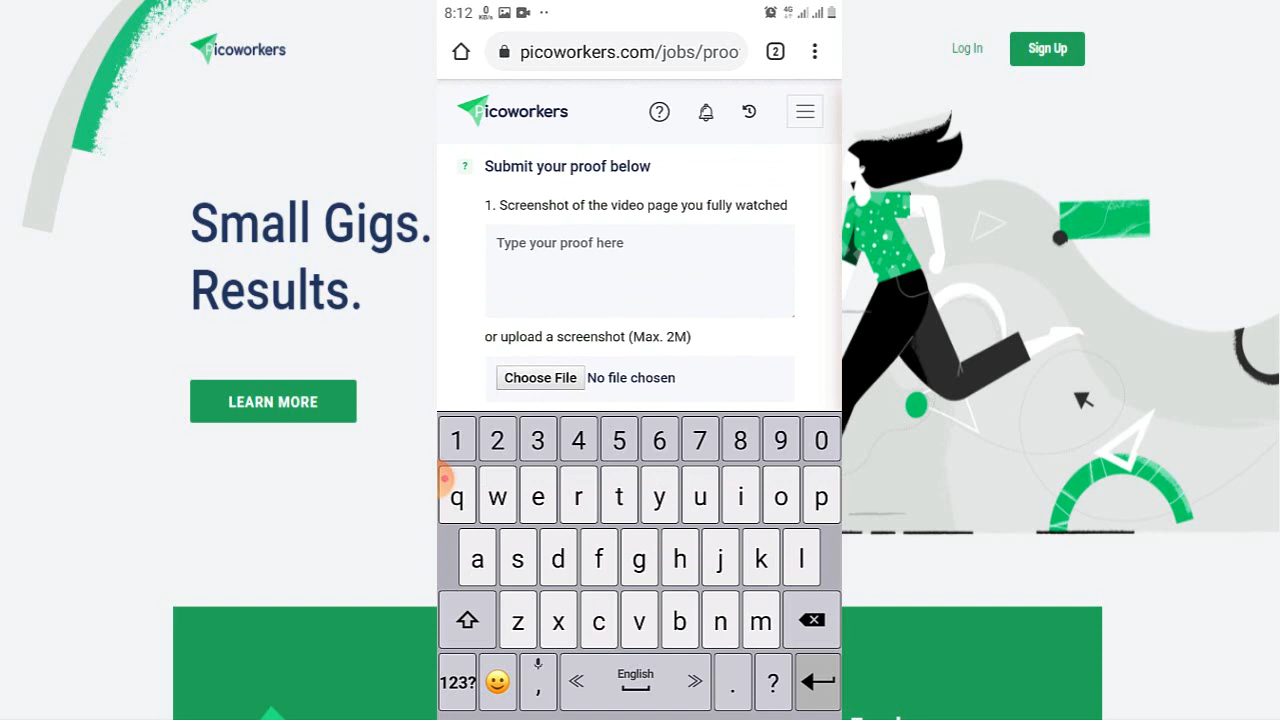 Picoworkers
Log In
Sign Up
Small Gigs.
Results.
LEARN MORE
8:12
0
KB/s
4G
picoworkers.com/jobs/proo
2
Picoworkers
?
? Submit your proof below
1. Screenshot of the video page you fully watched
Type your proof here
or upload a screenshot (Max. 2M)
Choose File No file chosen
1 2 3 4 5 6 7 8 9 0
q w e r t y u i o p
a s d f g h j k l
z x c v b n m
123? , English . ?